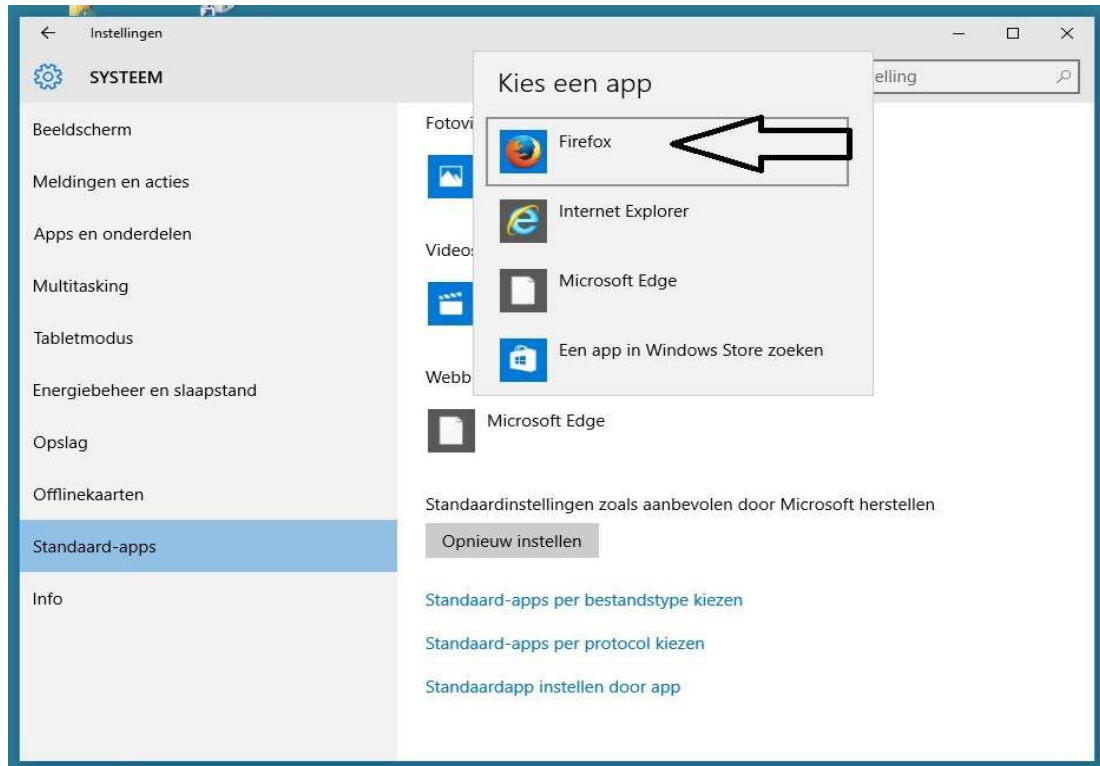 Instellingen
SYSTEEM
elling
Beeldscherm
Meldingen en acties
Apps en onderdelen
Multitasking
Tabletmodus
Energiebeheer en slaapstand
Opslag
Offlinekaarten
Standaard-apps
Info
Kies een app
Firefox
Internet Explorer
Microsoft Edge
Een app in Windows Store zoeken
Fotovi
Video
Webb
Microsoft Edge
Standaardinstellingen zoals aanbevolen door Microsoft herstellen
Opnieuw instellen
Standaard-apps per bestandstype kiezen
Standaard-apps per protocol kiezen
Standaardapp instellen door app